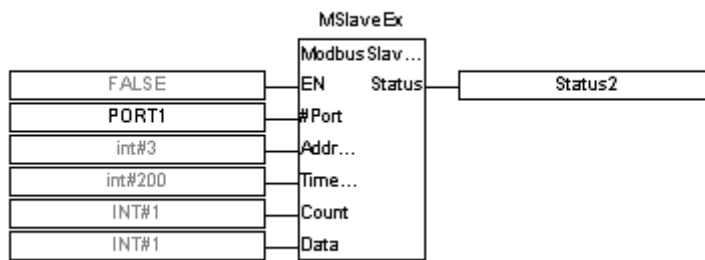 MSlaveEx
ModbusSlav...
FALSE EN Status Status2
PORT1 #Port
int#3 Addr...
int#200 Time...
INT#1 Count
INT#1 Data